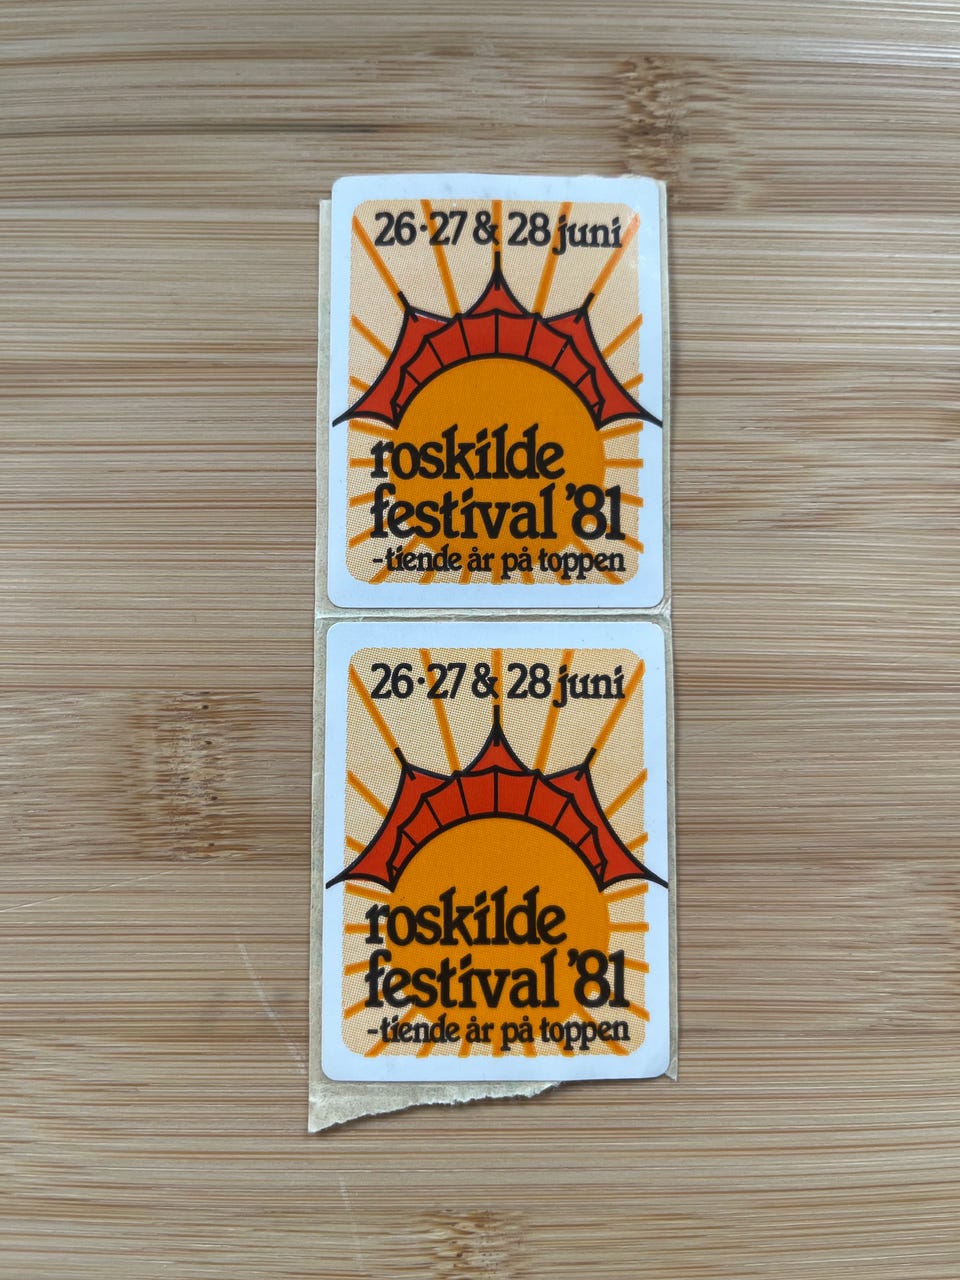 26·27 & 28 juni
roskilde
festival '81
-tiende år på toppen
26·27 & 28 juni
roskilde
festival '81
-tiende år på toppen